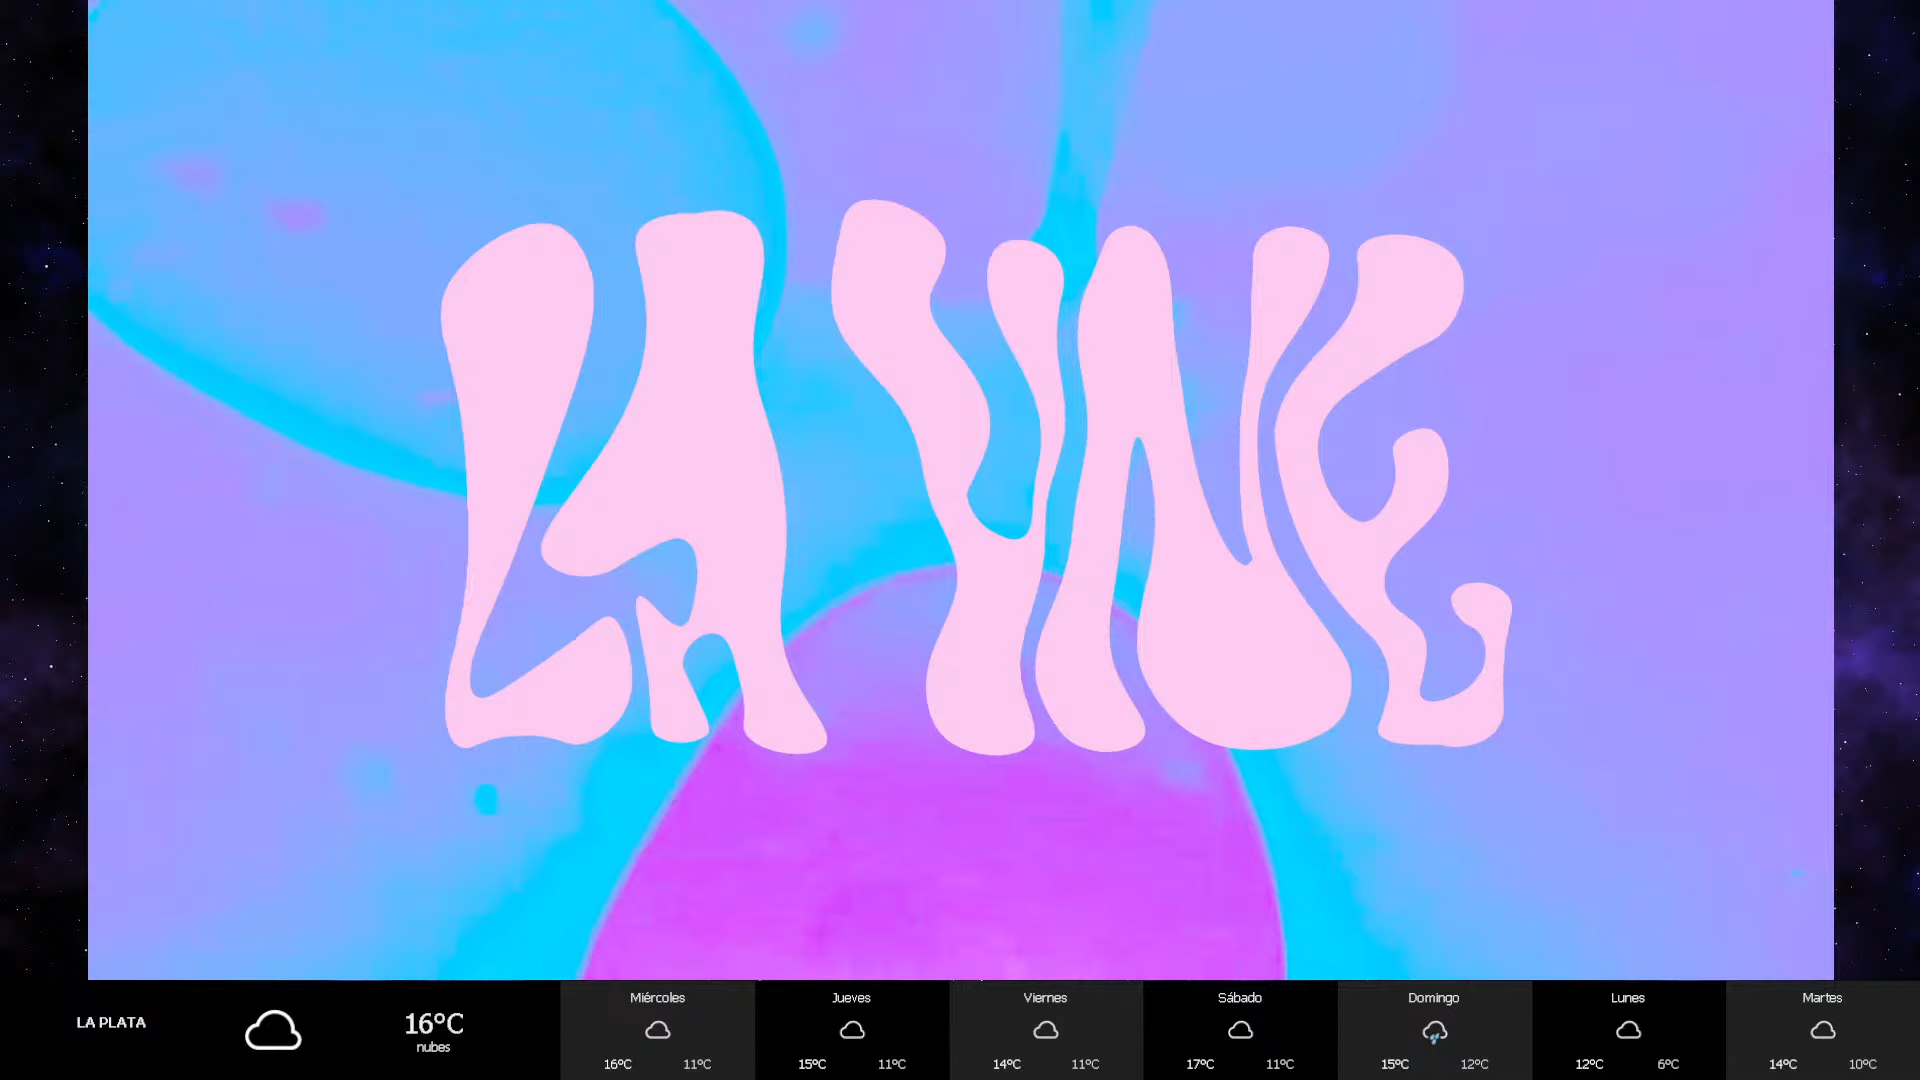 LA YNE
LA PLATA
16°C
nubes
Miércoles
16°C 11°C
Jueves
15°C 11°C
Viernes
14°C 11°C
Sábado
17°C 11°C
Domingo
15°C 12°C
Lunes
12°C 6°C
Martes
14°C 10°C